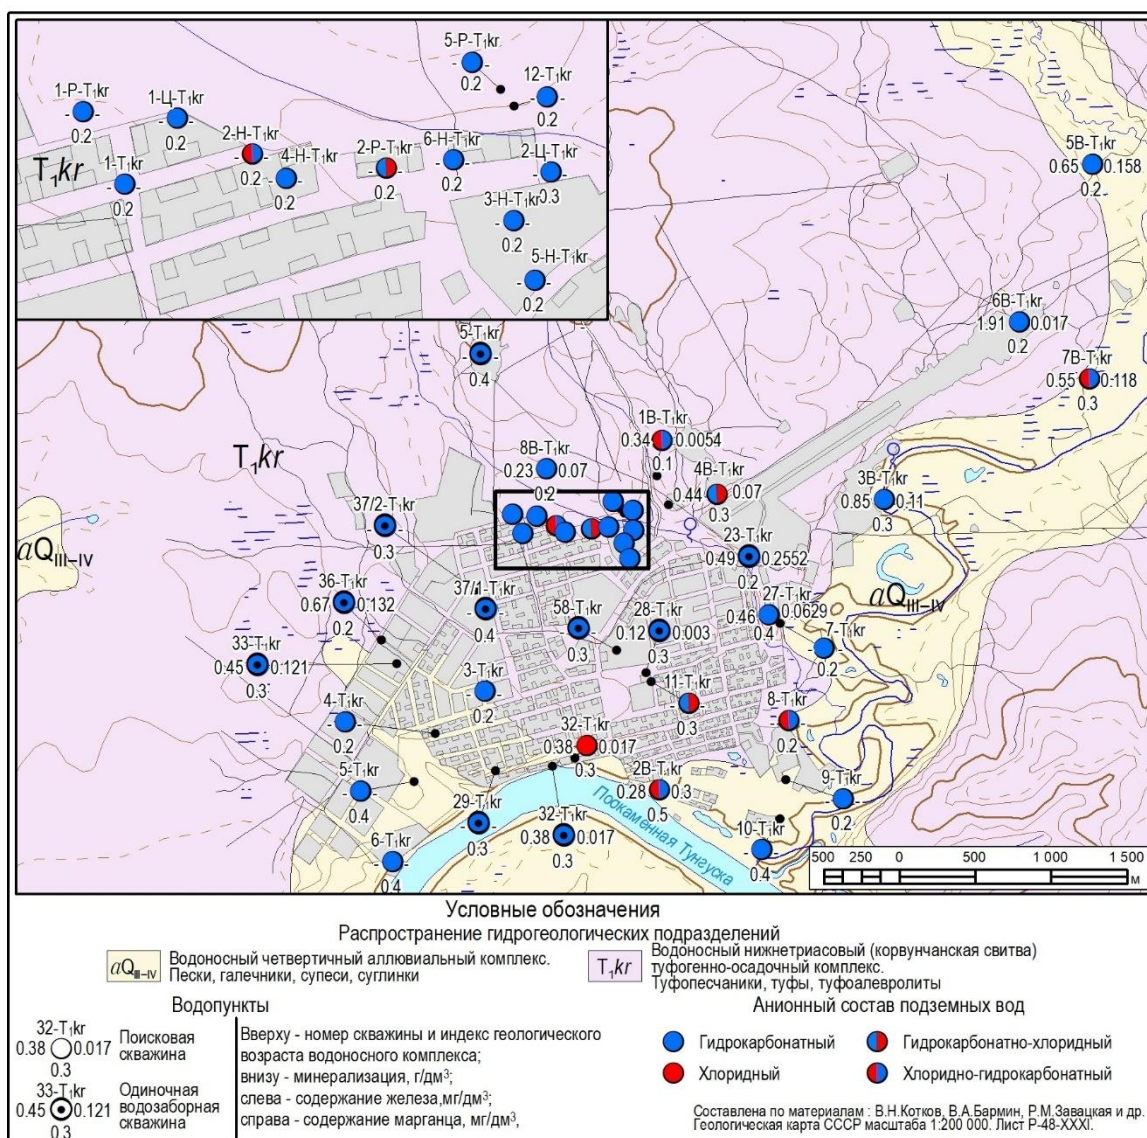 5-P-T₁kr
0.2
12-T₁kr
0.2
1-P-T₁kr
0.2
1-Ц-T₁kr
2-Н-T₁kr
0.2
4-Н-T₁kr
0.2
2-P-T₁kr
0.2
6-Н-T₁kr
0.2
2-Ц-T₁kr
0.3
T₁kr
1-T₁kr
0.2
3-Н-T₁kr
0.2
5-Н-T₁kr
0.2
5B-T₁kr
0.65 0.158
0.2
6B-T₁kr
1.91 0.017
0.2
7B-T₁kr
0.55 0.118
0.3
5-T₁kr
0.4
1B-T₁kr
0.34 0.0054
0.1
8B-T₁kr
0.23 0.07
0.2
4B-T₁kr
0.44 0.07
0.3
3B-T₁kr
0.85 0.11
0.3
T₁kr
37/2-T₁kr
0.3
aQIII-IV
23-T₁kr
0.49 0.2552
0.2
36-T₁kr
0.67 0.132
0.2
37/1-T₁kr
0.4
58-T₁kr
0.3
28-T₁kr
0.12 0.003
0.3
27-T₁kr
0.46 0.0629
0.4
aQIII-IV
7-T₁kr
0.2
33-T₁kr
0.45 0.121
0.3
3-T₁kr
0.2
11-T₁kr
0.3
4-T₁kr
0.2
8-T₁kr
0.2
32-T₁kr
0.38 0.017
0.3
5-T₁kr
0.4
2B-T₁kr
0.28 0.3
0.5
9-T₁kr
0.2
29-T₁kr
0.3
32-T₁kr
0.38 0.017
0.3
Подкаменная Тунгуска
6-T₁kr
0.4
10-T₁kr
0.4
500 250 0 500 1 000 1 500
м
Условные обозначения
Распространение гидрогеологических подразделений
aQIII-IV
Водоносный четвертичный аллювиальный комплекс.
Пески, галечники, супеси, суглинки
T₁kr
Водоносный нижнетриасовый (корвунчанская свитва)
туфогенно-осадочный комплекс.
Туфопесчаники, туфы, туфоалевролиты
Водопункты
32-T₁kr
0.38 0.017
0.3
Поисковая
скважина
33-T₁kr
0.45 0.121
0.3
Одиночная
водозаборная
скважина
Вверху - номер скважины и индекс геологического
возраста водоносного комплекса;
внизу - минерализация, г/дм³;
слева - содержание железа,мг/дм³;
справа - содержание марганца, мг/дм³,
Анионный состав подземных вод
Гидрокарбонатный
Гидрокарбонатно-хлоридный
Хлоридный
Хлоридно-гидрокарбонатный
Составлена по материалам : В.Н.Котков, В.А.Бармин, Р.М.Завацкая и др.
Геологическая карта СССР масштаба 1:200 000. Лист Р-48-XXXI.